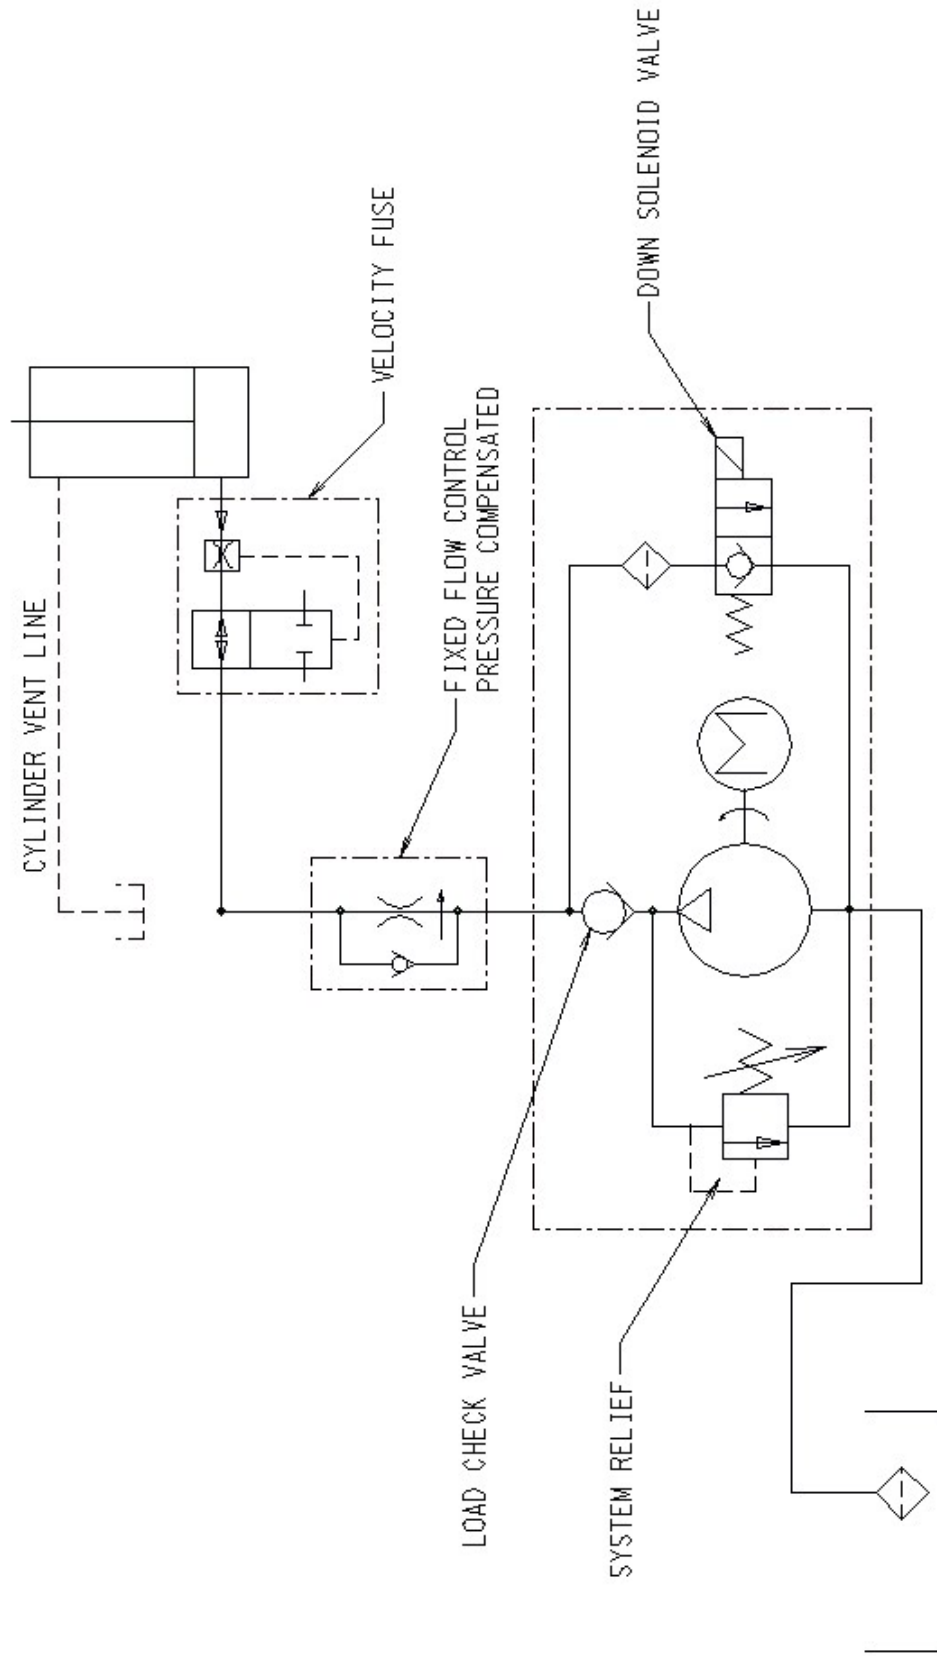 CYLINDER VENT LINE
VELOCITY FUSE
FIXED FLOW CONTROL
PRESSURE COMPENSATED
DOWN SOLENOID VALVE
LOAD CHECK VALVE
SYSTEM RELIEF
M